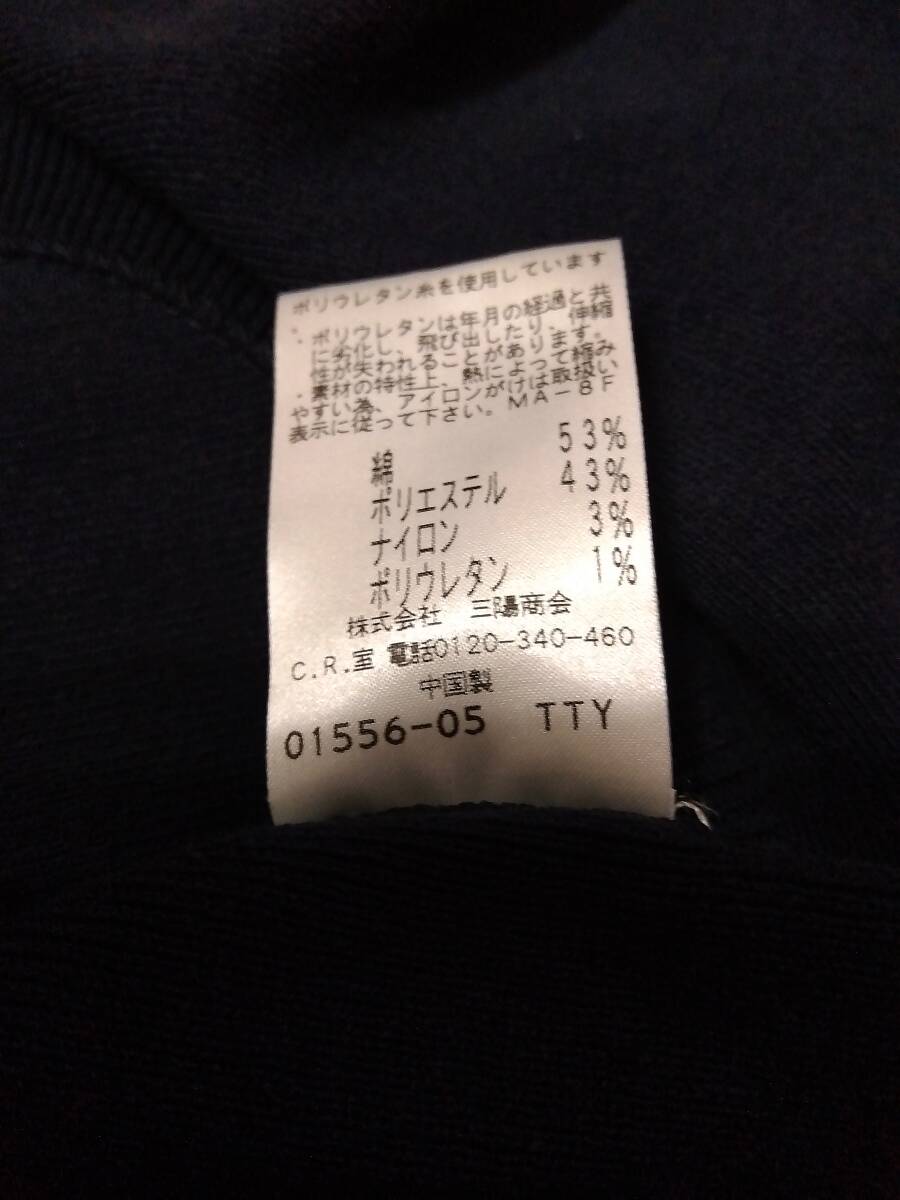 ポリウレタン糸を使用しています
・ポリウレタンは年月の経過と共
に劣化し、飛び出したり、伸縮
性が失われることがあります。
・素材の特性上、熱によって縮み
やすい為、アイロンがけは取扱い
表示に従って下さい。MA-8F
綿 53%
ポリエステル 43%
ナイロン 3%
ポリウレタン 1%
株式会社 三陽商会
C.R.室 電話0120-340-460
中国製
01556-05 TTY